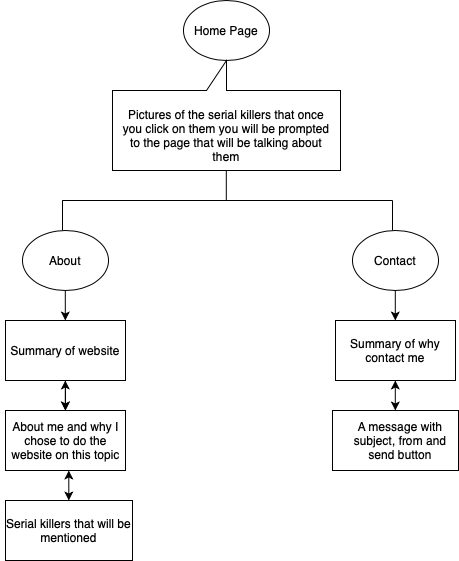 Home Page
Pictures of the serial killers that once
you click on them you will be prompted
to the page that will be talking about
them
About
Contact
Summary of website
Summary of why
contact me
About me and why I
chose to do the
website on this topic
A message with
subject, from and
send button
Serial killers that will be
mentioned